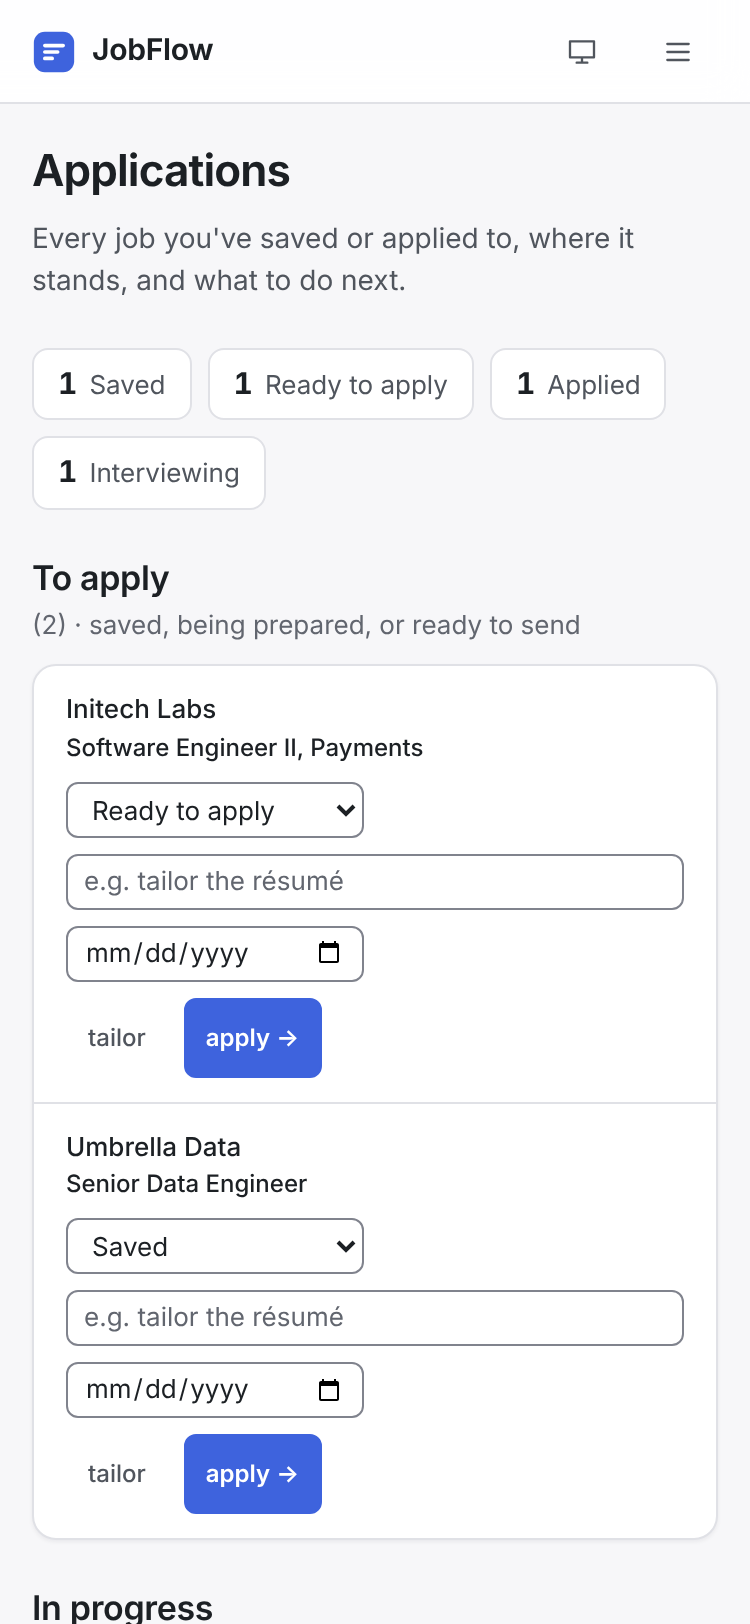 JobFlow
Applications
Every job you've saved or applied to, where it
stands, and what to do next.
1 Saved
1 Ready to apply
1 Applied
1 Interviewing
To apply
(2) · saved, being prepared, or ready to send
Initech Labs
Software Engineer II, Payments
Ready to apply
e.g. tailor the résumé
mm/dd/yyyy
tailor
apply →
Umbrella Data
Senior Data Engineer
Saved
e.g. tailor the résumé
mm/dd/yyyy
tailor
apply →
In progress